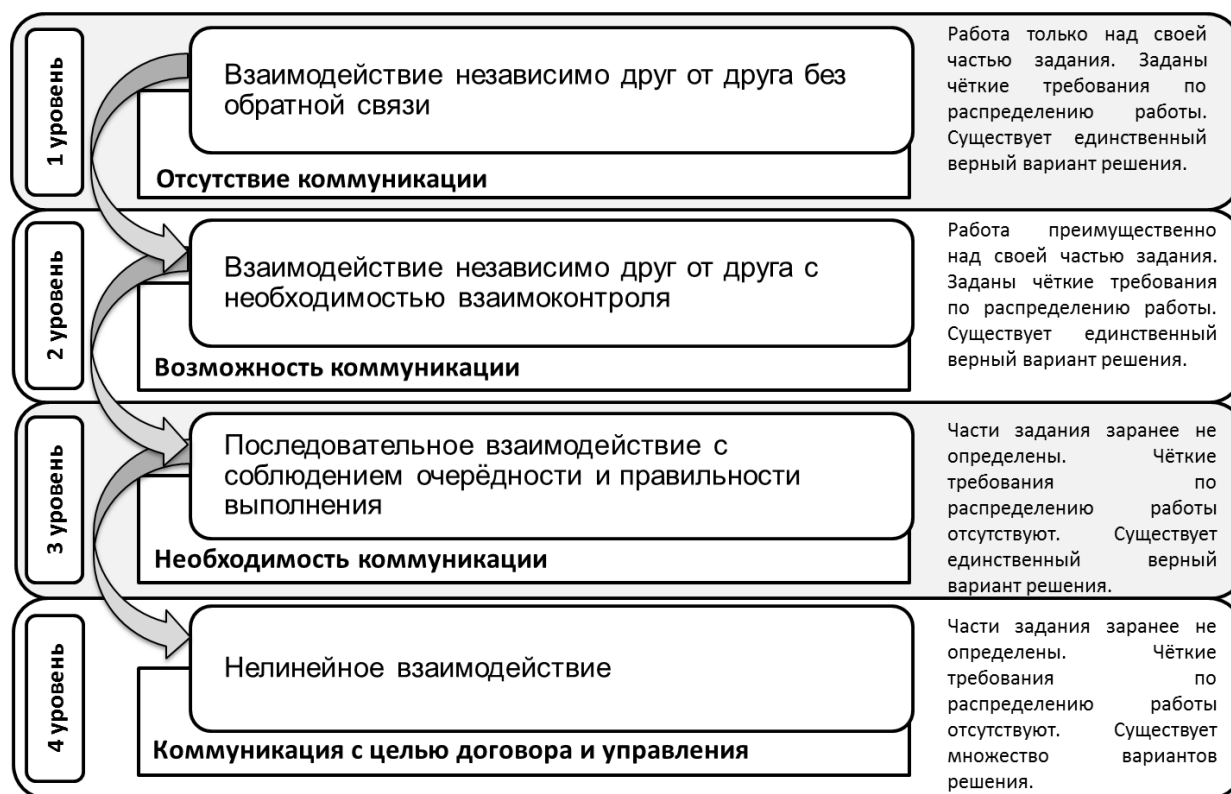 1 уровень
Взаимодействие независимо друг от друга без
обратной связи
Отсутствие коммуникации
Работа только над своей
частью задания. Заданы
чёткие требования по
распределению работы.
Существует единственный
верный вариант решения.
2 уровень
Взаимодействие независимо друг от друга с
необходимостью взаимоконтроля
Возможность коммуникации
Работа преимущественно
над своей частью задания.
Заданы чёткие требования
по распределению работы.
Существует единственный
верный вариант решения.
3 уровень
Последовательное взаимодействие с
соблюдением очерёдности и правильности
выполнения
Необходимость коммуникации
Части задания заранее не
определены. Чёткие
требования по
распределению работы
отсутствуют. Существует
единственный верный
вариант решения.
4 уровень
Нелинейное взаимодействие
Коммуникация с целью договора и управления
Части задания заранее не
определены. Чёткие
требования по
распределению работы
отсутствуют. Существует
множество вариантов
решения.